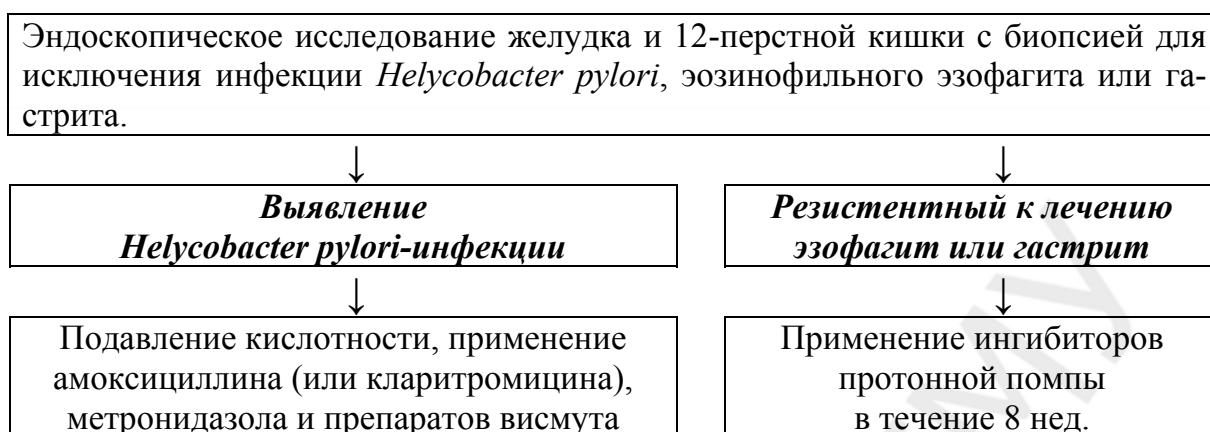 Эндоскопическое исследование желудка и 12-перстной кишки с биопсией для
исключения инфекции Helycobacter pylori, эозинофильного эзофагита или га-
стрита.
↓
↓
Выявление
Helycobacter pylori-инфекции
Резистентный к лечению
эзофагит или гастрит
↓
↓
Подавление кислотности, применение
амоксициллина (или кларитромицина),
метронидазола и препаратов висмута
Применение ингибиторов
протонной помпы
в течение 8 нед.